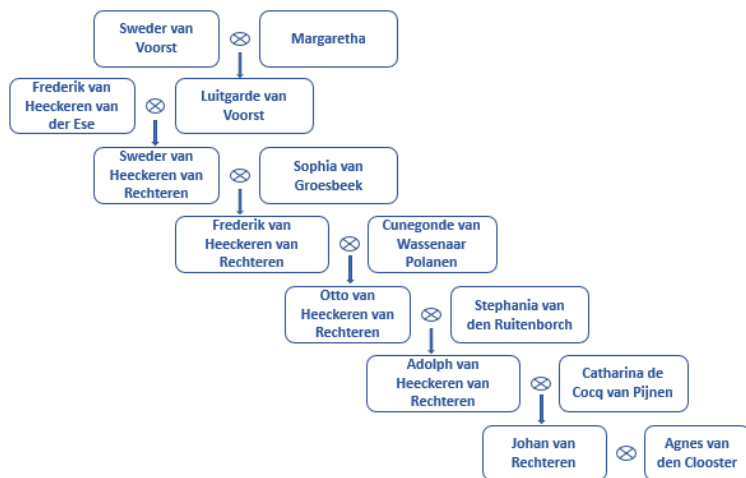 Sweder van
Voorst
Margaretha
Frederik van
Heeckeren van
der Ese
Luitgarde van
Voorst
Sweder van
Heeckeren van
Rechteren
Sophia van
Groesbeek
Frederik van
Heeckeren van
Rechteren
Cunegonde van
Wassenaar
Polanen
Otto van
Heeckeren van
Rechteren
Stephania van
den Ruitenborch
Adolph van
Heeckeren van
Rechteren
Catharina de
Cocq van Pijnen
Johan van
Rechteren
Agnes van
den Clooster